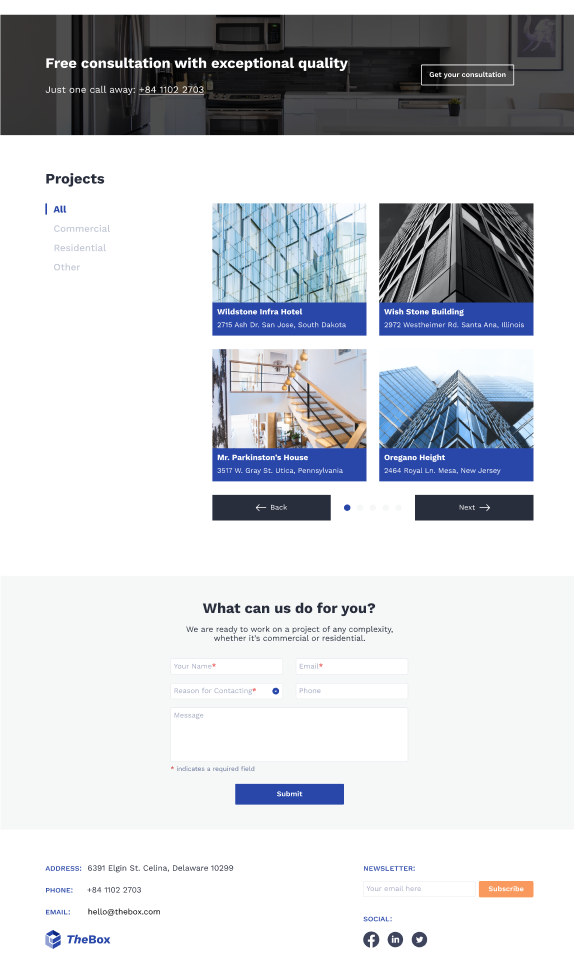 Free consultation with exceptional quality
Just one call away: +84 1102 2703
Get your consultation
Projects
All
Commercial
Residential
Other
Wildstone Infra Hotel
2715 Ash Dr. San Jose, South Dakota
Wish Stone Building
2972 Westheimer Rd. Santa Ana, Illinois
Mr. Parkinston's House
3517 W. Gray St. Utica, Pennsylvania
Oregano Height
2464 Royal Ln. Mesa, New Jersey
Back
Next
What can us do for you?
We are ready to work on a project of any complexity,
whether it's commercial or residential.
Your Name*
Email*
Reason for Contacting*
Phone
Message
* indicates a required field
Submit
ADDRESS: 6391 Elgin St. Celina, Delaware 10299
PHONE: +84 1102 2703
EMAIL: hello@thebox.com
TheBox
NEWSLETTER:
Your email here
Subscribe
SOCIAL: